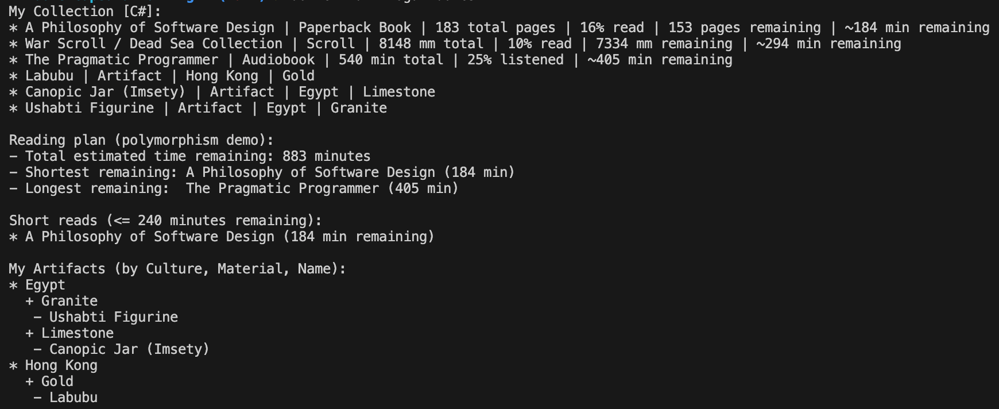 My Collection [C#]:
* A Philosophy of Software Design | Paperback Book | 183 total pages | 16% read | 153 pages remaining | ~184 min remaining
* War Scroll / Dead Sea Collection | Scroll | 8148 mm total | 10% read | 7334 mm remaining | ~294 min remaining
* The Pragmatic Programmer | Audiobook | 540 min total | 25% listened | ~405 min remaining
* Labubu | Artifact | Hong Kong | Gold
* Canopic Jar (Imsety) | Artifact | Egypt | Limestone
* Ushabti Figurine | Artifact | Egypt | Granite

Reading plan (polymorphism demo):
- Total estimated time remaining: 883 minutes
- Shortest remaining: A Philosophy of Software Design (184 min)
- Longest remaining:  The Pragmatic Programmer (405 min)

Short reads (<= 240 minutes remaining):
* A Philosophy of Software Design (184 min remaining)

My Artifacts (by Culture, Material, Name):
* Egypt
  + Granite
   - Ushabti Figurine
  + Limestone
   - Canopic Jar (Imsety)
* Hong Kong
  + Gold
   - Labubu